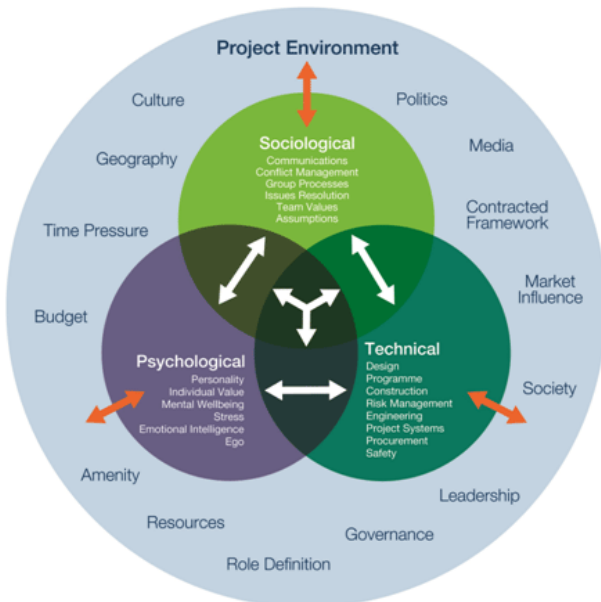 Project Environment
Culture
Politics
Geography
Media
Time Pressure
Contracted
Framework
Budget
Market
Influence
Society
Amenity
Leadership
Resources
Governance
Role Definition
Sociological
Communications
Conflict Management
Group Processes
Issues Resolution
Team Values
Assumptions
Psychological
Personality
Individual Value
Mental Wellbeing
Stress
Emotional Intelligence
Ego
Technical
Design
Programme
Construction
Risk Management
Engineering
Project Systems
Procurement
Safety